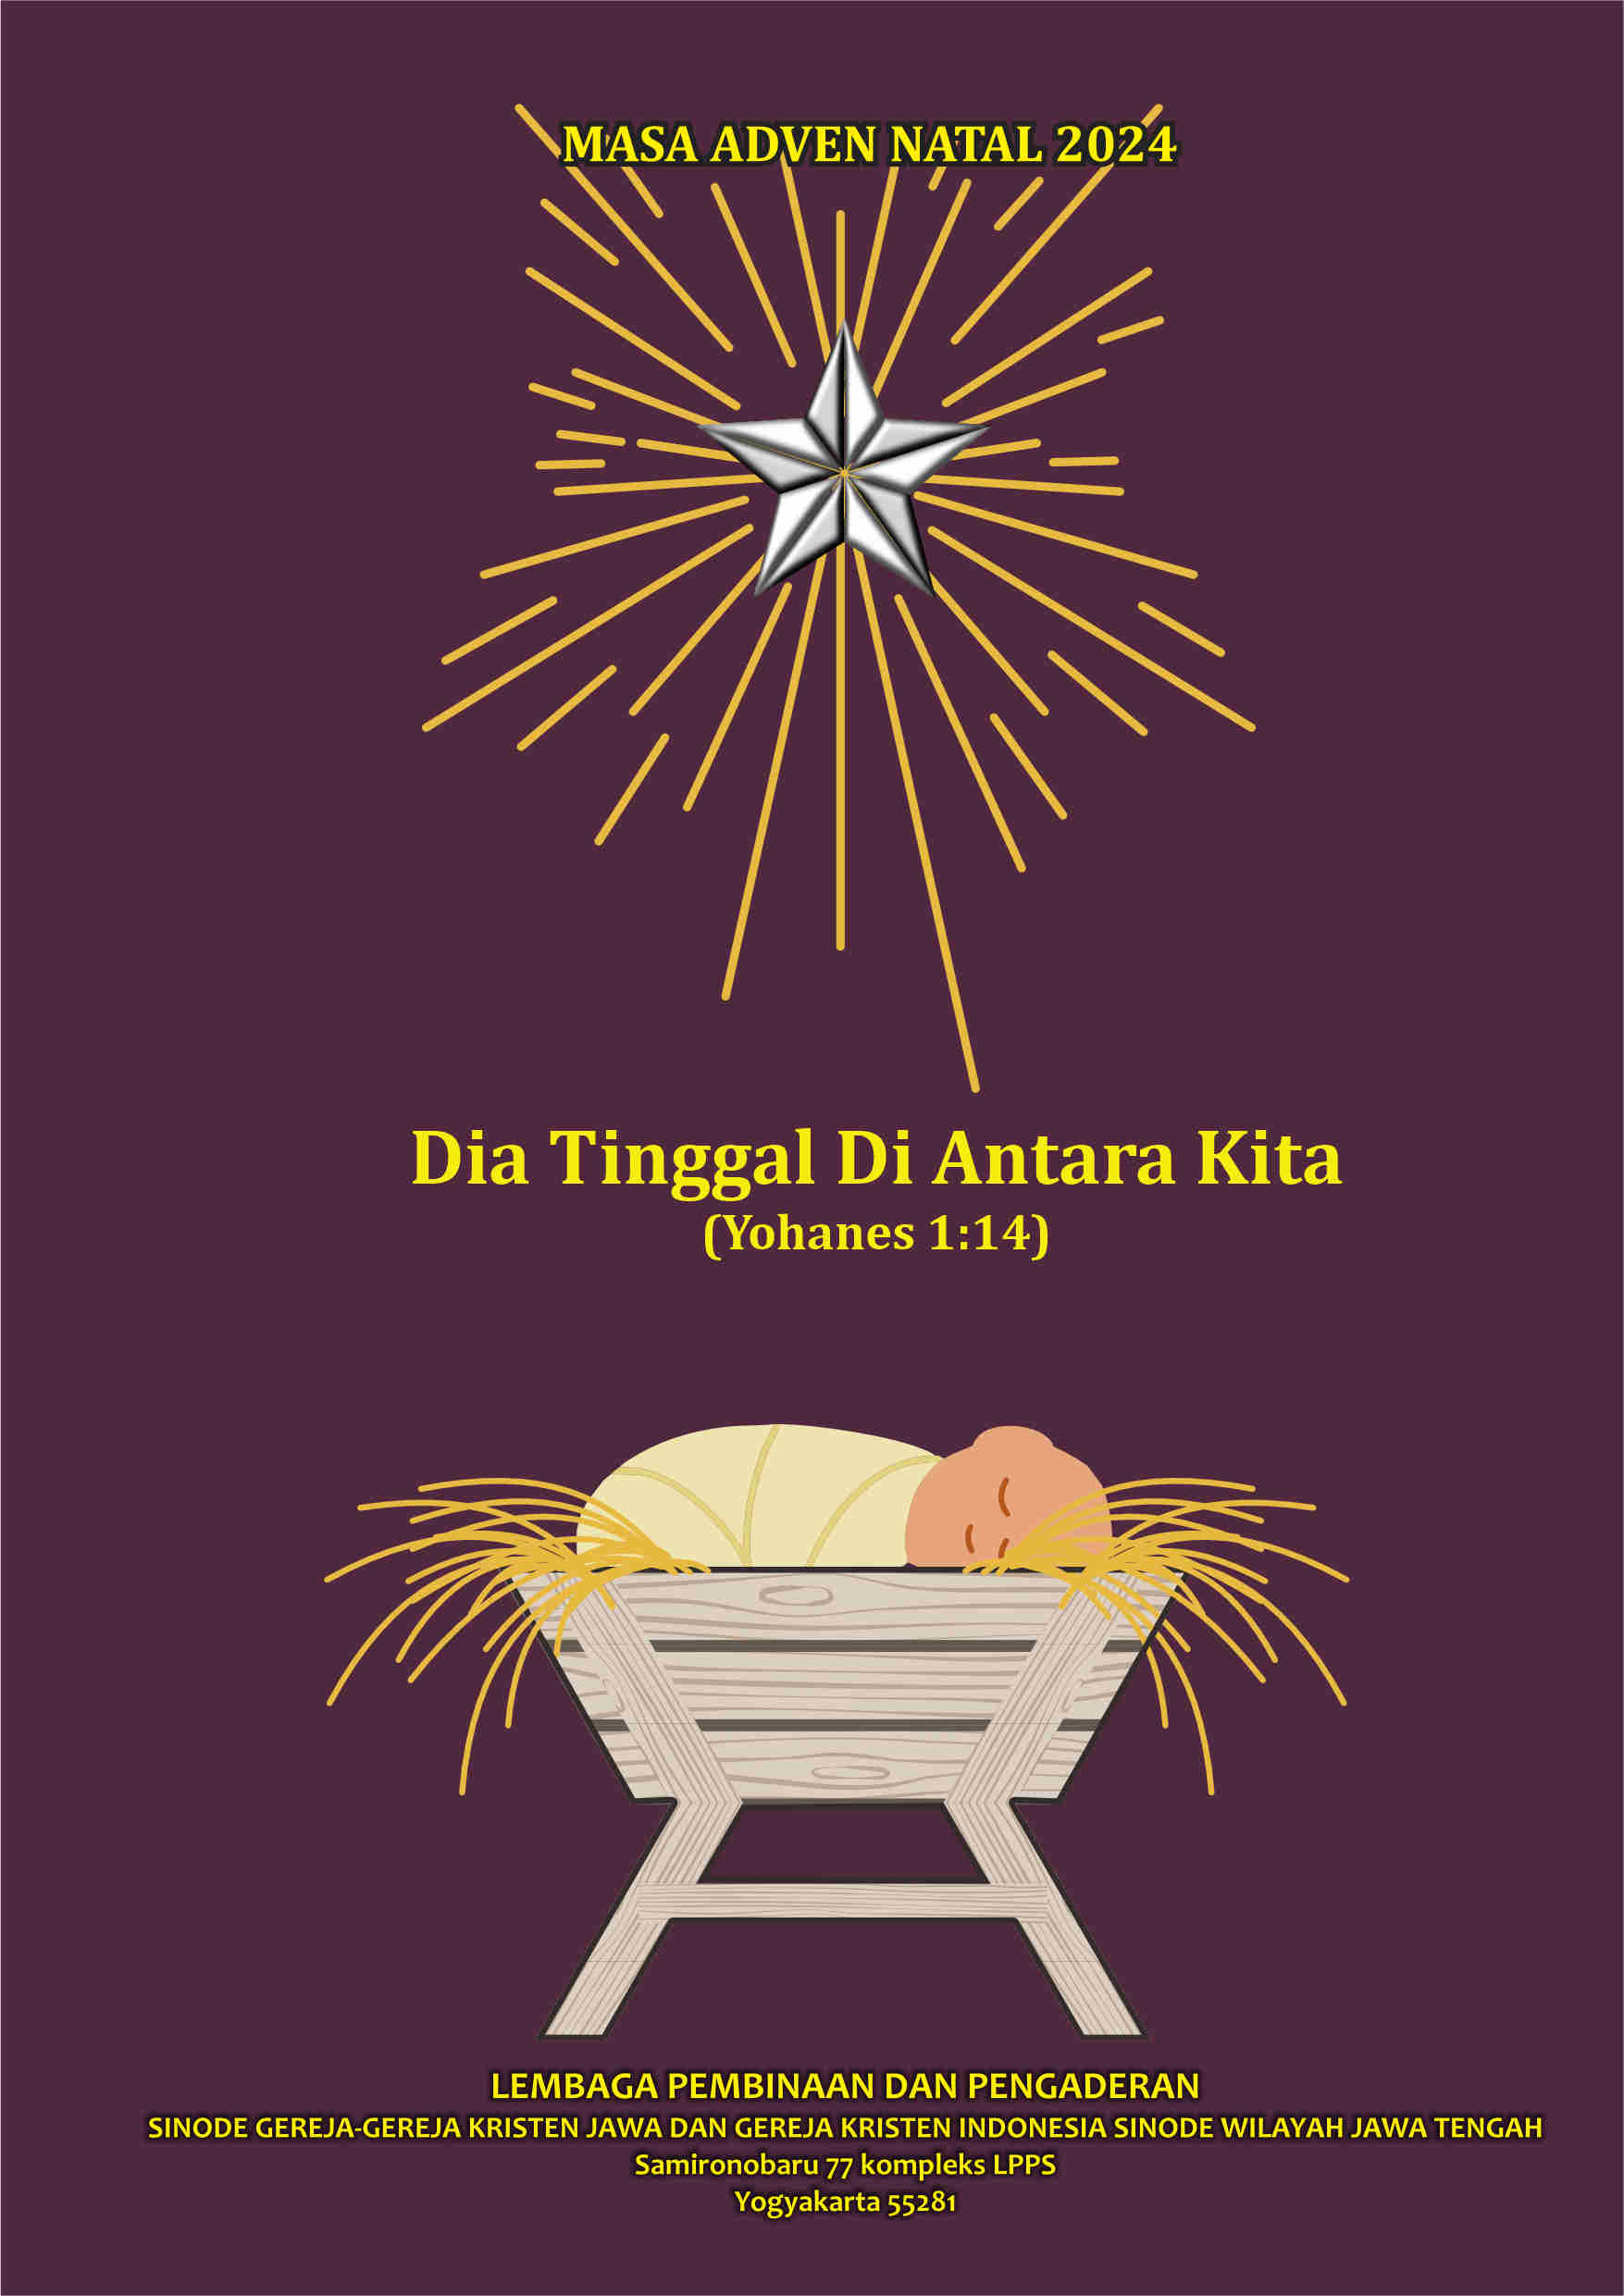 MASA ADVEN NATAL 2024
Dia Tinggal Di Antara Kita
(Yohanes 1:14)
LEMBAGA PEMBINAAN DAN PENGADERAN
SINODE GEREJA-GEREJA KRISTEN JAWA DAN GEREJA KRISTEN INDONESIA SINODE WILAYAH JAWA TENGAH
Samironobaru 77 kompleks LPPS
Yogyakarta 55281